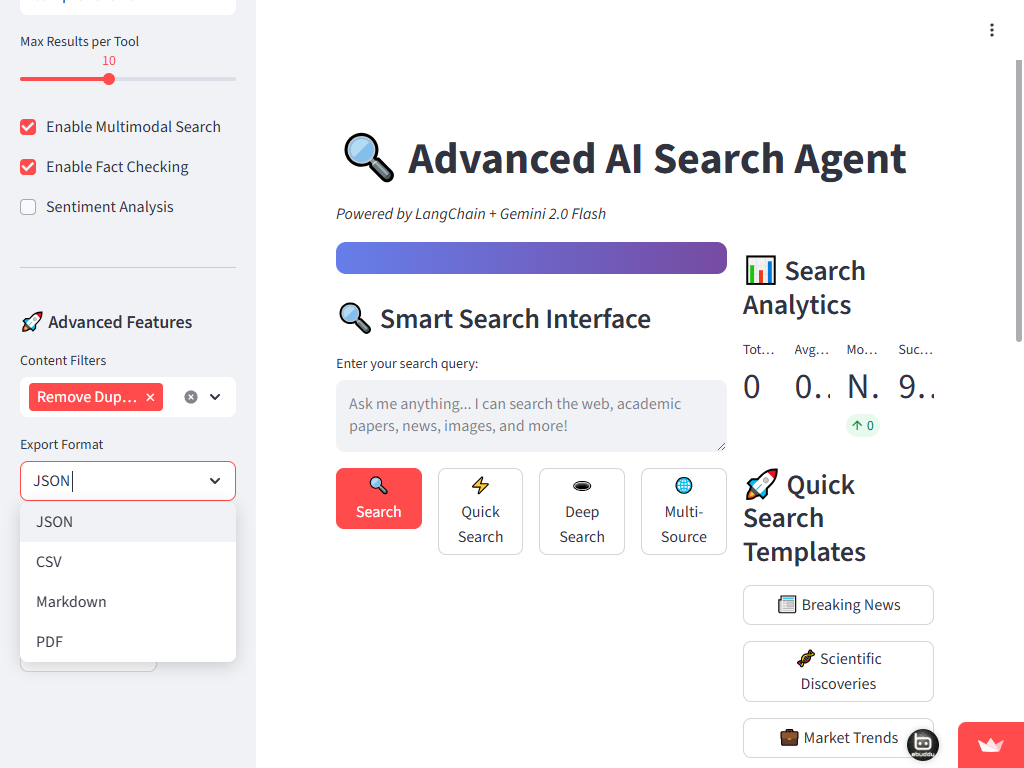 Max Results per Tool
10
Enable Multimodal Search
Enable Fact Checking
Sentiment Analysis
🚀 Advanced Features
Content Filters
Remove Dup...
Export Format
JSON
JSON
CSV
Markdown
PDF
🔍 Advanced AI Search Agent
Powered by LangChain + Gemini 2.0 Flash
🔍 Smart Search Interface
Enter your search query:
Ask me anything... I can search the web, academic
papers, news, images, and more!
🔍
Search
⚡
Quick
Search
🕳️
Deep
Search
🌐
Multi-
Source
📊 Search
Analytics
Tot... Avg... Mo... Suc...
0 0.. N. 9..
↑ 0
🚀 Quick
Search
Templates
📰 Breaking News
🧬 Scientific
Discoveries
💼 Market Trends